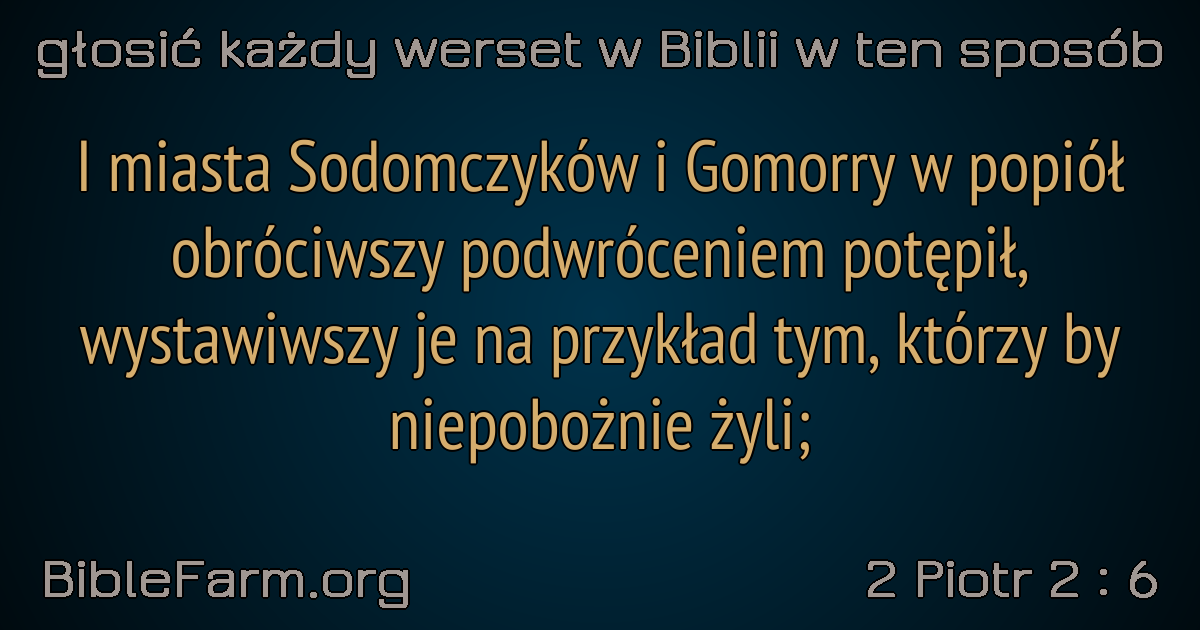 głosić każdy werset w Biblii w ten sposób
I miasta Sodomczyków i Gomorry w popiół
obróciwszy podwróceniem potępił,
wystawiwszy je na przykład tym, którzy by
niepobożnie żyli;
BibleFarm.org
2 Piotr 2 : 6